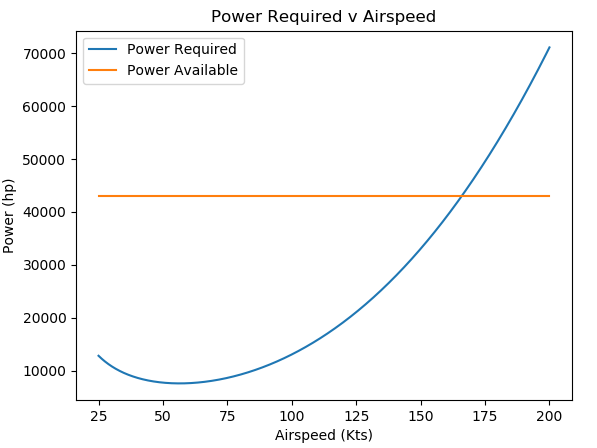 Power Required v Airspeed
Power Required
Power Available
Power (hp)
70000
60000
50000
40000
30000
20000
10000
25 50 75 100 125 150 175 200
Airspeed (Kts)